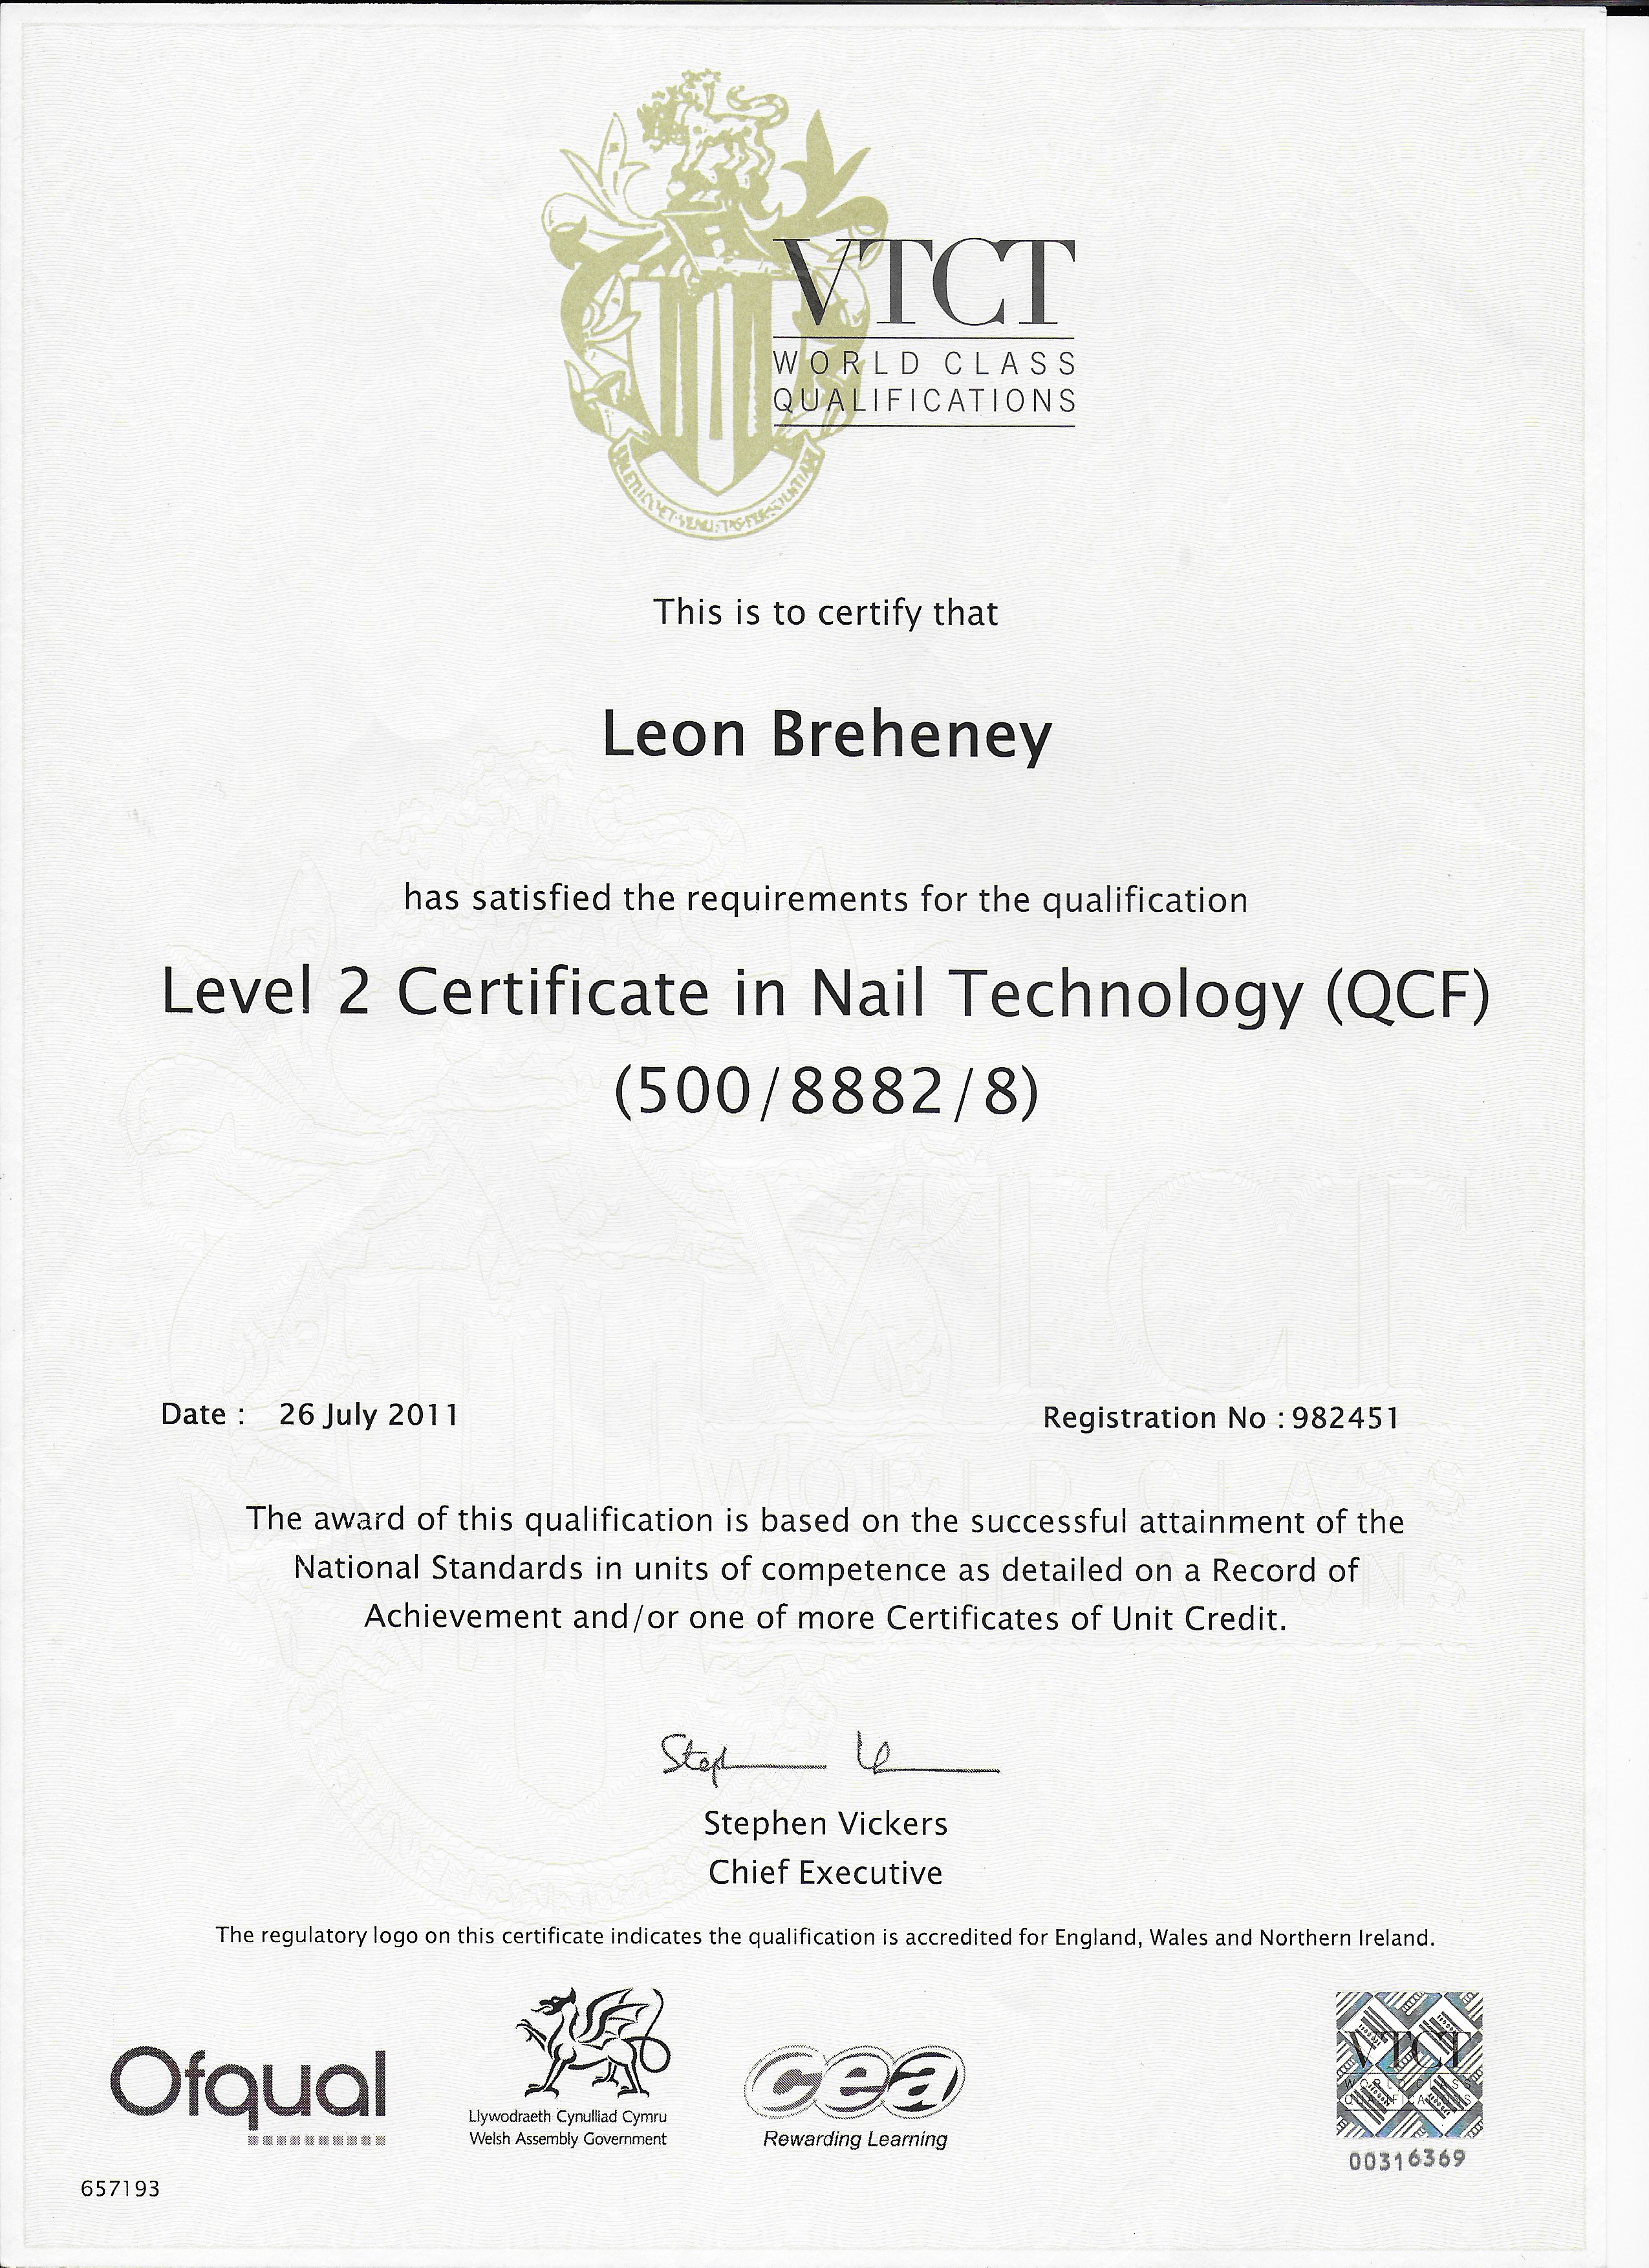 VTCT
WORLD CLASS
QUALIFICATIONS
This is to certify that
Leon Breheney
has satisfied the requirements for the qualification
Level 2 Certificate in Nail Technology (QCF)
(500/8882/8)
Date : 26 July 2011
Registration No : 982451
The award of this qualification is based on the successful attainment of the
National Standards in units of competence as detailed on a Record of
Achievement and/or one of more Certificates of Unit Credit.
Stephen Vickers
Chief Executive
The regulatory logo on this certificate indicates the qualification is accredited for England, Wales and Northern Ireland.
Ofqual
Llywodraeth Cynulliad Cymru
Welsh Assembly Government
cea
Rewarding Learning
VTCT
WORLD CLASS
QUALIFICATIONS
00316369
657193